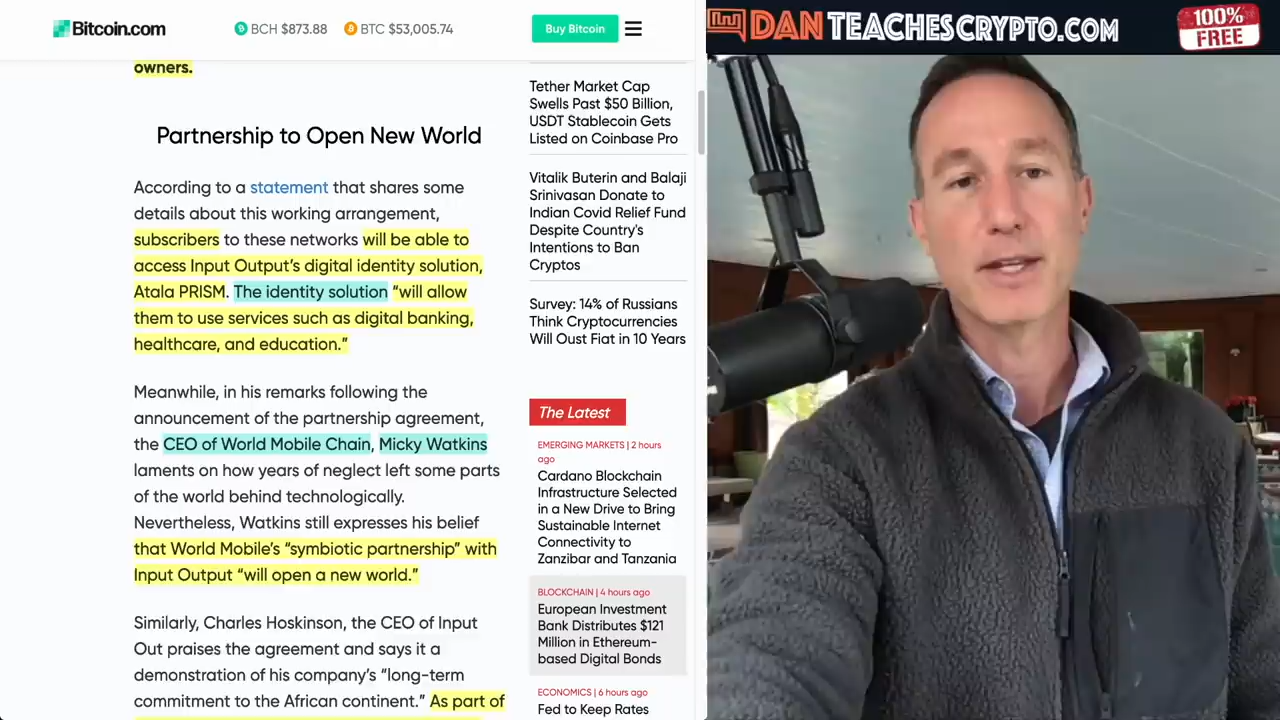 Bitcoin.com
BCH $873.88
BTC $53,005.74
Buy Bitcoin
owners.
Partnership to Open New World
According to a statement that shares some
details about this working arrangement,
subscribers to these networks will be able to
access Input Output's digital identity solution,
Atala PRISM. The identity solution “will allow
them to use services such as digital banking,
healthcare, and education.”
Meanwhile, in his remarks following the
announcement of the partnership agreement,
the CEO of World Mobile Chain, Micky Watkins
laments on how years of neglect left some parts
of the world behind technologically.
Nevertheless, Watkins still expresses his belief
that World Mobile's “symbiotic partnership” with
Input Output “will open a new world.”
Similarly, Charles Hoskinson, the CEO of Input
Out praises the agreement and says it a
demonstration of his company's “long-term
commitment to the African continent.” As part of
Tether Market Cap
Swells Past $50 Billion,
USDT Stablecoin Gets
Listed on Coinbase Pro
Vitalik Buterin and Balaji
Srinivasan Donate to
Indian Covid Relief Fund
Despite Country's
Intentions to Ban
Cryptos
Survey: 14% of Russians
Think Cryptocurrencies
Will Oust Fiat in 10 Years
The Latest
EMERGING MARKETS | 2 hours
ago
Cardano Blockchain
Infrastructure Selected
in a New Drive to Bring
Sustainable Internet
Connectivity to
Zanzibar and Tanzania
BLOCKCHAIN | 4 hours ago
European Investment
Bank Distributes $121
Million in Ethereum-
based Digital Bonds
ECONOMICS | 6 hours ago
Fed to Keep Rates
DAN TEACHESCRYPTO.COM
100%
FREE